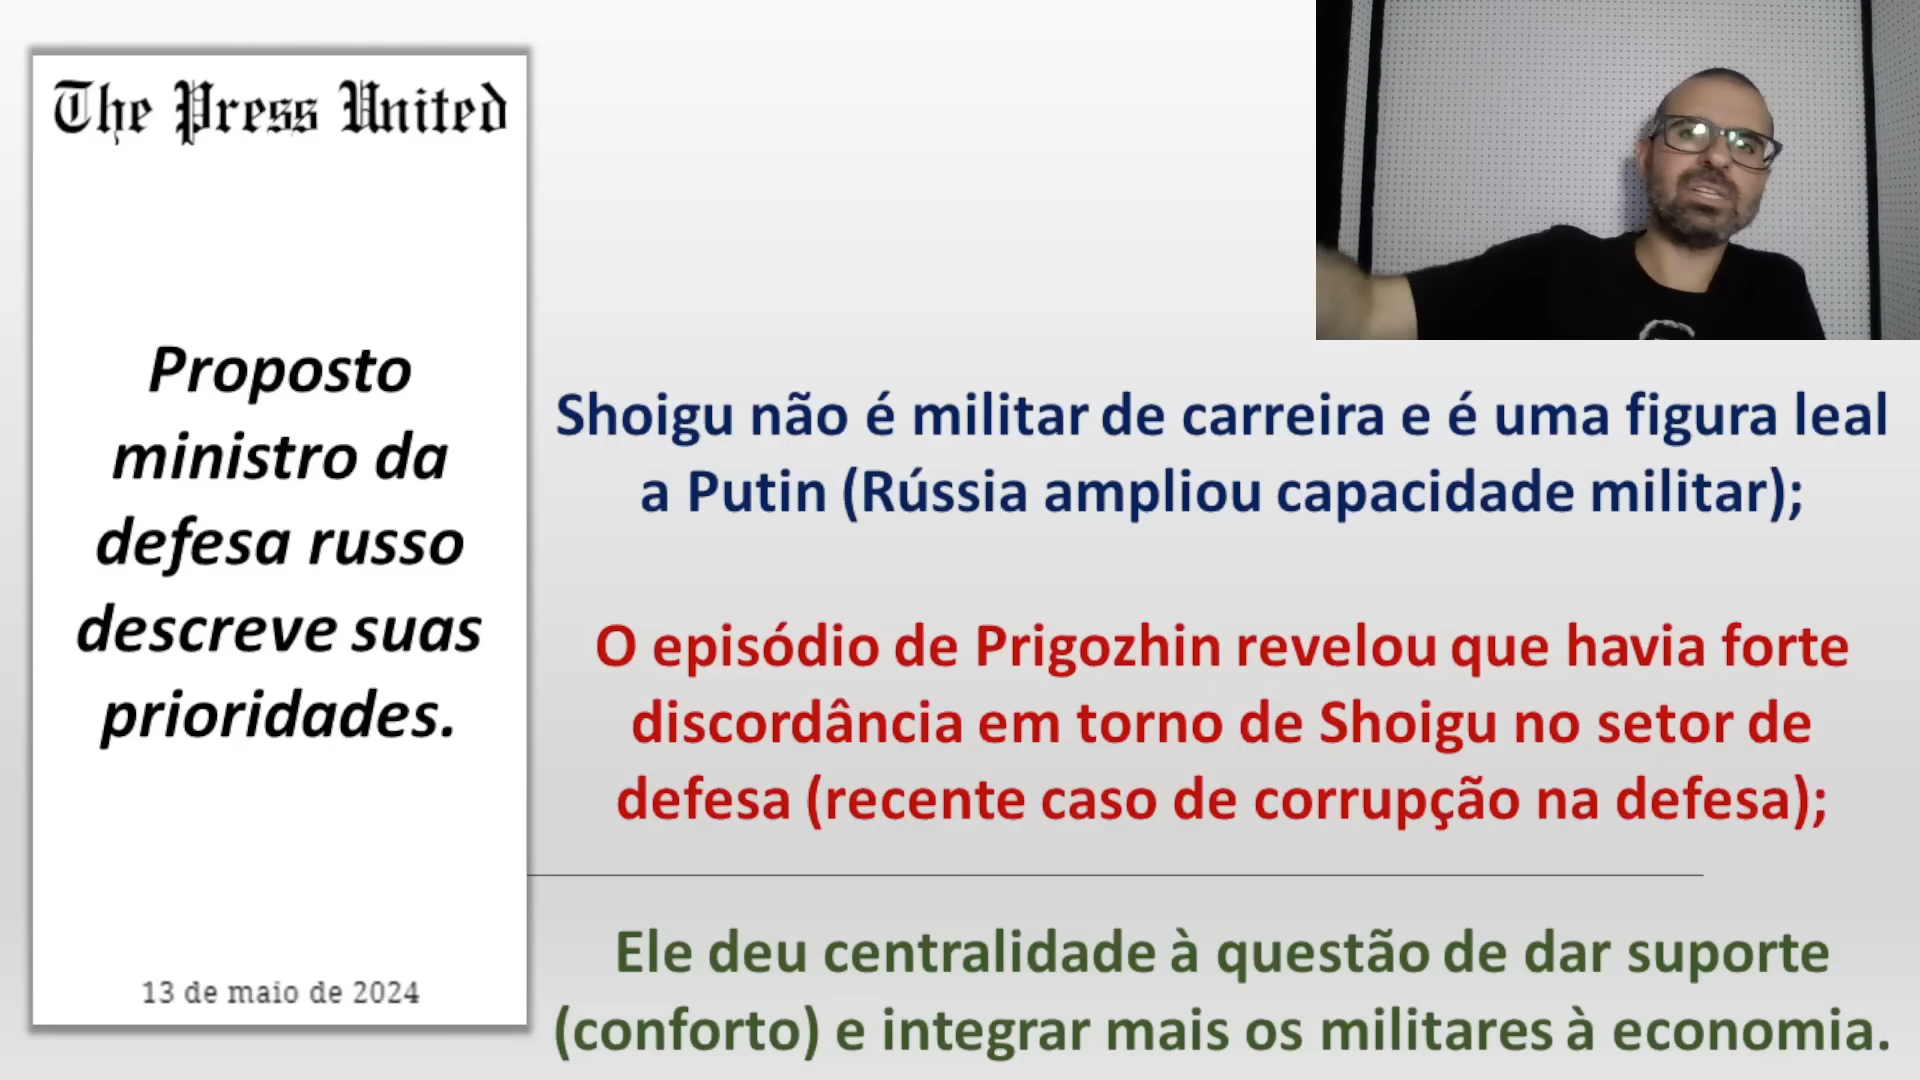 The Press United
Proposto
ministro da
defesa russo
descreve suas
prioridades.
13 de maio de 2024
Shoigu não é militar de carreira e é uma figura leal
a Putin (Rússia ampliou capacidade militar);
O episódio de Prigozhin revelou que havia forte
discordância em torno de Shoigu no setor de
defesa (recente caso de corrupção na defesa);
Ele deu centralidade à questão de dar suporte
(conforto) e integrar mais os militares à economia.